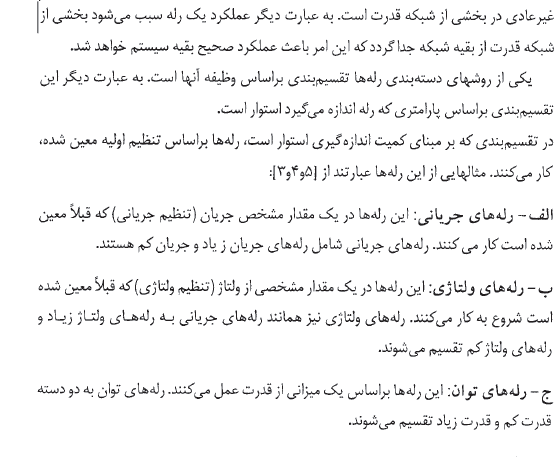 غیرعادی در بخشی از شبکه قدرت است. به عبارت دیگر عملکرد یک رله سبب می‌شود بخشی از
شبکه قدرت از بقیه شبکه جدا گردد که این امر باعث عملکرد صحیح بقیه سیستم خواهد شد.
یکی از روشهای دسته‌بندی رله‌ها تقسیم‌بندی براساس وظیفه آنها است. به عبارت دیگر این
تقسیم‌بندی براساس پارامتری که رله اندازه می‌گیرد استوار است.
در تقسیم‌بندی که بر مبنای کمیت اندازه‌گیری استوار است، رله‌ها براساس تنظیم اولیه معین شده،
کار می‌کنند. مثالهایی از این رله‌ها عبارتند از [۵و۴و۳]:
الف – رله‌های جریانی: این رله‌ها در یک مقدار مشخص جریان (تنظیم جریانی) که قبلاً معین
شده است کار می کنند. رله‌های جریانی شامل رله‌های جریان ز یاد و جریان کم هستند.
ب – رله‌های ولتاژی: این رله‌ها در یک مقدار مشخصی از ولتاژ (تنظیم ولتاژی) که قبلاً معین شده
است شروع به کار می‌کنند. رله‌های ولتاژی نیز همانند رله‌های جریانی به رله‌های ولتاژ زیاد و
رله‌های ولتاژ کم تقسیم می‌شوند.
ج – رله‌های توان: این رله‌ها براساس یک میزانی از قدرت عمل می‌کنند. رله‌های توان به دو دسته
قدرت کم و قدرت زیاد تقسیم می‌شوند.